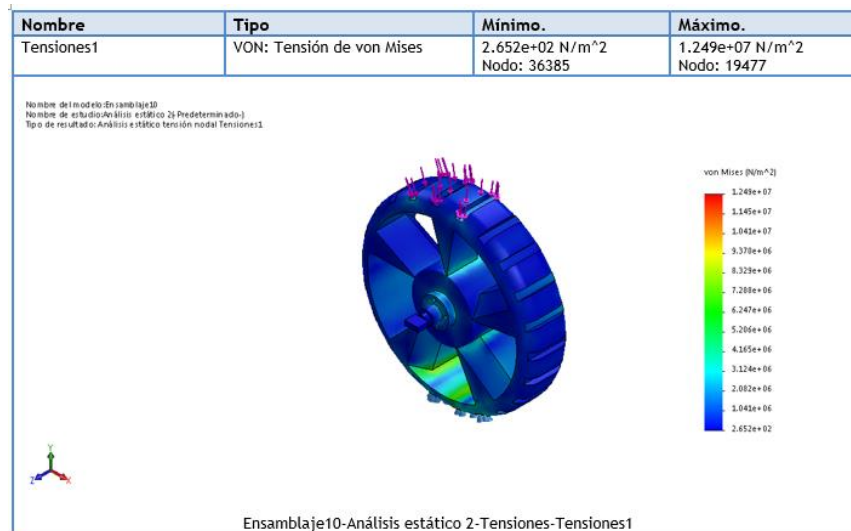 Nombre Tipo Mínimo. Máximo.
Tensiones1 VON: Tensión de von Mises 2.652e+02 N/m^2 1.249e+07 N/m^2
Nodo: 36385 Nodo: 19477
Nombre del modelo:Ensamblaje10
Nombre de estudio:Análisis estático 2(-Predeterminado-)
Tipo de resultado: Análisis estático tensión nodal Tensiones1
von Mises (N/m^2)
1.249e+07
1.145e+07
1.041e+07
9.370e+06
8.329e+06
7.288e+06
6.247e+06
5.206e+06
4.165e+06
3.124e+06
2.082e+06
1.041e+06
2.652e+02
Y
Z X
Ensamblaje10-Análisis estático 2-Tensiones-Tensiones1